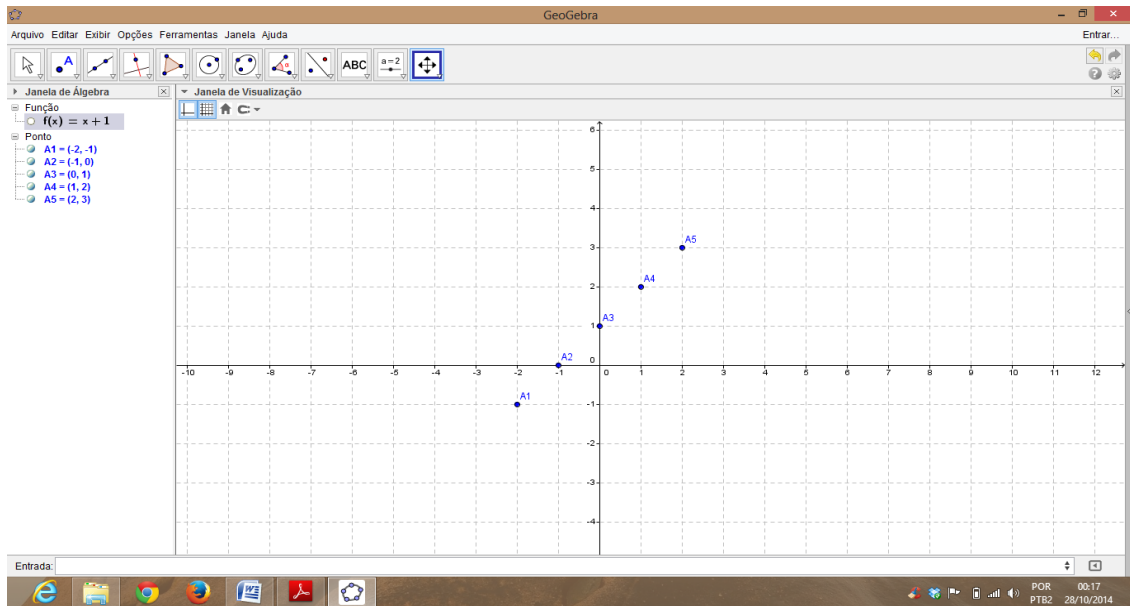 GeoGebra
Arquivo Editar Exibir Opções Ferramentas Janela Ajuda
Entrar...
A
α
ABC
a=2
Janela de Álgebra
Janela de Visualização
Função
f(x) = x + 1
Ponto
A1 = (-2, -1)
A2 = (-1, 0)
A3 = (0, 1)
A4 = (1, 2)
A5 = (2, 3)
6
5
4
3
A5
2
A4
1
A3
0
A2
-10 -9 -8 -7 -6 -5 -4 -3 -2 -1 0 1 2 3 4 5 6 7 8 9 10 11 12
A1
-1
-2
-3
-4
Entrada:
POR 00:17
PTB2 28/10/2014